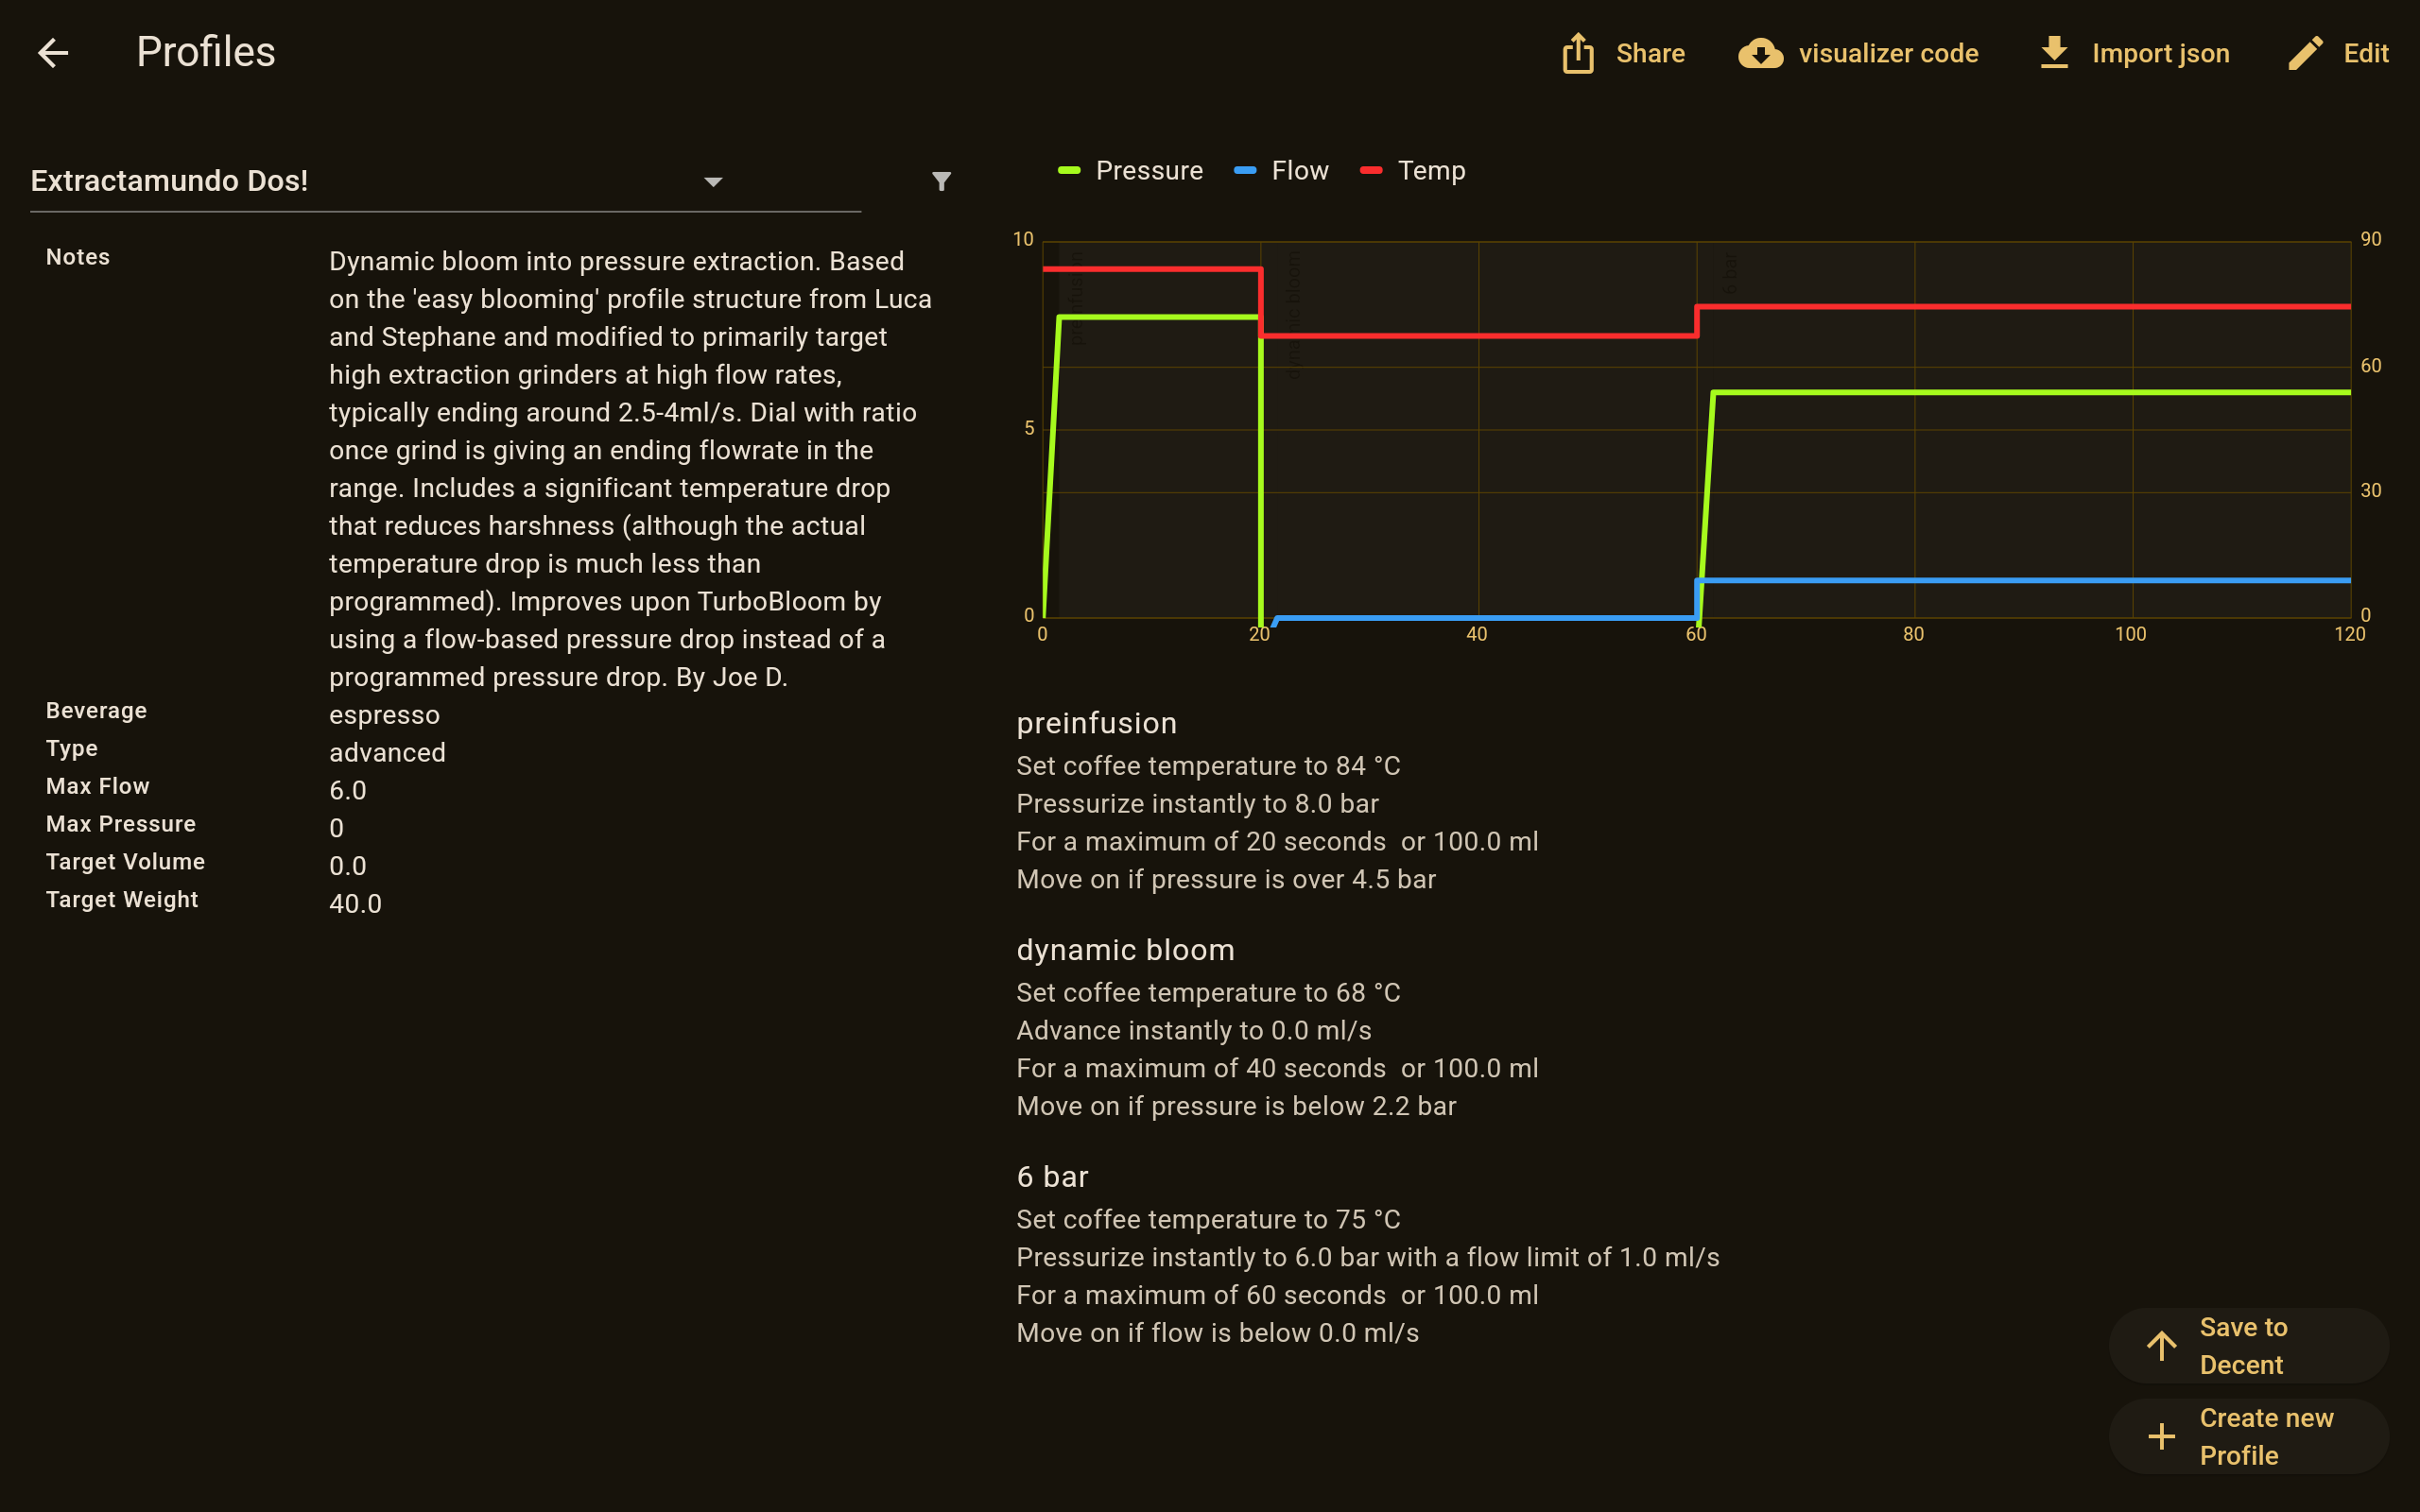 Profiles
Share
visualizer code
Import json
Edit
Extractamundo Dos!
Notes
Dynamic bloom into pressure extraction. Based
on the 'easy blooming' profile structure from Luca
and Stephane and modified to primarily target
high extraction grinders at high flow rates,
typically ending around 2.5-4ml/s. Dial with ratio
once grind is giving an ending flowrate in the
range. Includes a significant temperature drop
that reduces harshness (although the actual
temperature drop is much less than
programmed). Improves upon TurboBloom by
using a flow-based pressure drop instead of a
programmed pressure drop. By Joe D.
Beverage
espresso
Type
advanced
Max Flow
6.0
Max Pressure
0
Target Volume
0.0
Target Weight
40.0
Pressure
Flow
Temp
10
5
0
90
60
30
0
preinfusion
dynamic bloom
6 bar
0
20
40
60
80
100
120
preinfusion
Set coffee temperature to 84 °C
Pressurize instantly to 8.0 bar
For a maximum of 20 seconds  or 100.0 ml
Move on if pressure is over 4.5 bar
dynamic bloom
Set coffee temperature to 68 °C
Advance instantly to 0.0 ml/s
For a maximum of 40 seconds  or 100.0 ml
Move on if pressure is below 2.2 bar
6 bar
Set coffee temperature to 75 °C
Pressurize instantly to 6.0 bar with a flow limit of 1.0 ml/s
For a maximum of 60 seconds  or 100.0 ml
Move on if flow is below 0.0 ml/s
Save to
Decent
Create new
Profile